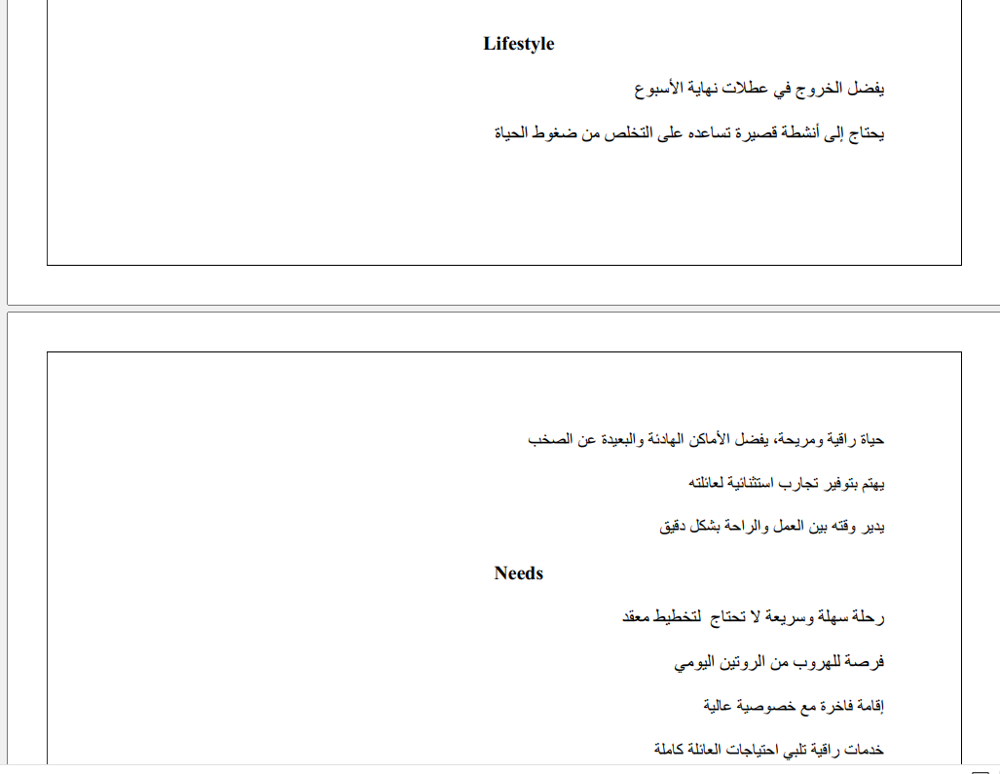 Lifestyle
يفضل الخروج في عطلات نهاية الأسبوع
يحتاج إلى أنشطة قصيرة تساعده على التخلص من ضغوط الحياة
حياة راقية ومريحة، يفضل الأماكن الهادئة والبعيدة عن الصخب
يهتم بتوفير تجارب استثنائية لعائلته
يدير وقته بين العمل والراحة بشكل دقيق
Needs
رحلة سهلة وسريعة لا تحتاج  لتخطيط معقد
فرصة للهروب من الروتين اليومي
إقامة فاخرة مع خصوصية عالية
خدمات راقية تلبي احتياجات العائلة كاملة